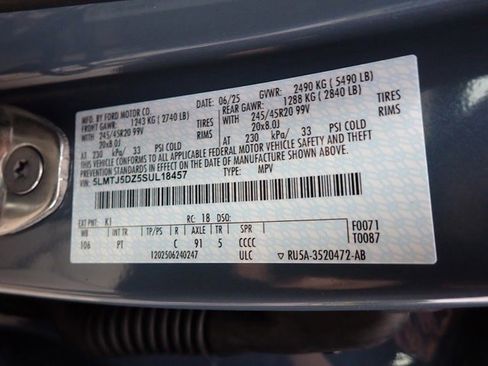 MFD. BY FORD MOTOR CO.
DATE: 06/25 GVWR: 2490 KG ( 5490 LB)
FRONT GAWR: 1243 KG ( 2740 LB)
REAR GAWR: 1288 KG ( 2840 LB)
WITH 245/45R20 99V TIRES
WITH 245/45R20 99V TIRES
20x8.0J RIMS
20x8.0J RIMS
AT 230 kPa/ 33 PSI COLD
AT 230 kPa/ 33 PSI COLD
THIS VEHICLE CONFORMS TO ALL APPLICABLE FEDERAL MOTOR VEHICLE SAFETY AND THEFT
PREVENTION STANDARDS IN EFFECT ON THE DATE OF MANUFACTURE SHOWN ABOVE.
VIN: 5LMTJ5DZ5SUL18457 TYPE: MPV
EXT PNT: K1 RC: 18 DSO: F0071
WB INT TR TP/PS R AXLE TR SPR T0087
106 PT C 91 5 CCCC
1202506240247 ULC RU5A-3520472-AB